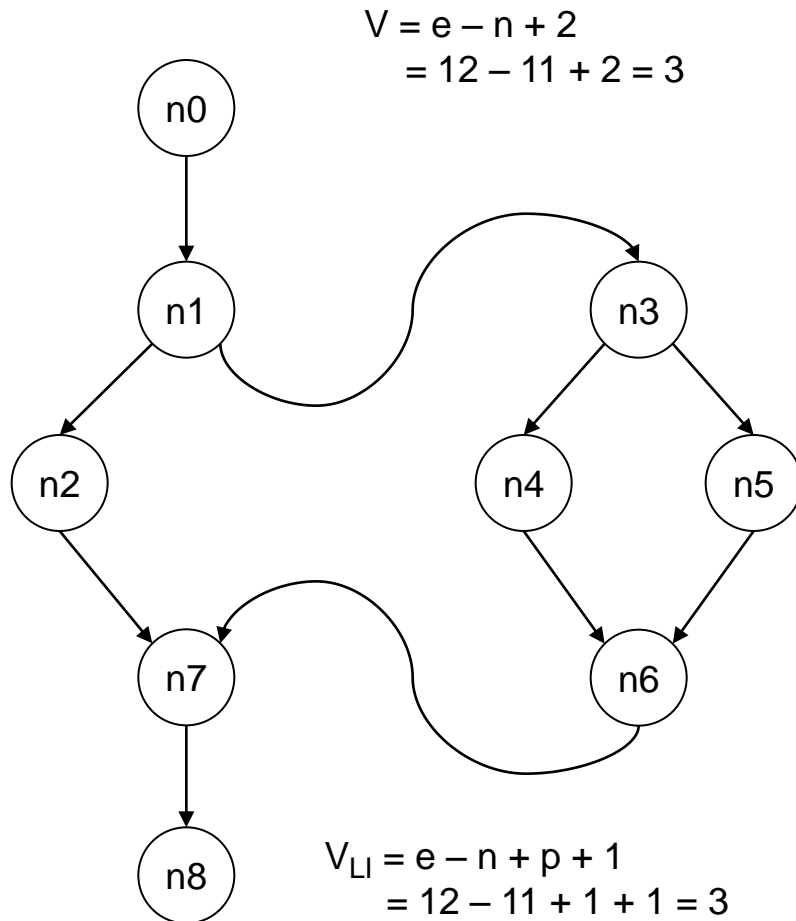 V = e – n + 2
= 12 – 11 + 2 = 3
n0
n1
n3
n2
n4
n5
n7
n6
n8
V_LI = e – n + p + 1
= 12 – 11 + 1 + 1 = 3